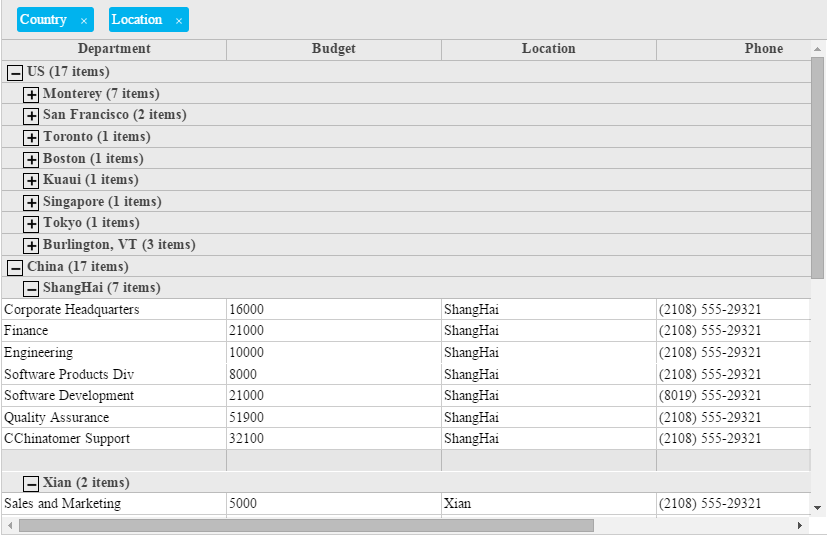 Country × Location ×
Department Budget Location Phone
US (17 items)
Monterey (7 items)
San Francisco (2 items)
Toronto (1 items)
Boston (1 items)
Kuaui (1 items)
Singapore (1 items)
Tokyo (1 items)
Burlington, VT (3 items)
China (17 items)
ShangHai (7 items)
Corporate Headquarters 16000 ShangHai (2108) 555-29321
Finance 21000 ShangHai (2108) 555-29321
Engineering 10000 ShangHai (2108) 555-29321
Software Products Div 8000 ShangHai (2108) 555-29321
Software Development 21000 ShangHai (8019) 555-29321
Quality Assurance 51900 ShangHai (2108) 555-29321
CChinatomer Support 32100 ShangHai (2108) 555-29321
Xian (2 items)
Sales and Marketing 5000 Xian (2108) 555-29321